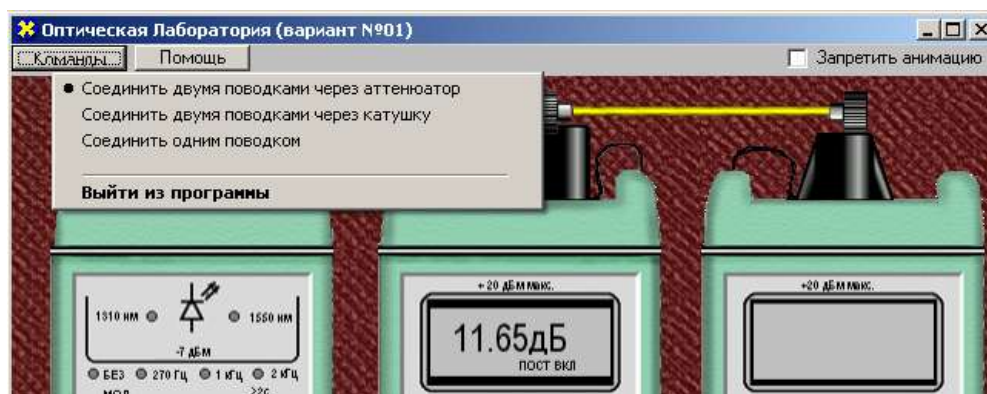 Оптическая Лаборатория (вариант №01)
Команды Помощь Запретить анимацию
Соединить двумя поводками через аттенюатор
Соединить двумя поводками через катушку
Соединить одним поводком
Выйти из программы
+20 дБм макс. +20 дБм макс.
1310 нм 1550 нм
-7 дБм
11.65дБ
пост вкл
БЕЗ 270 Гц 1 кГц 2 кГц